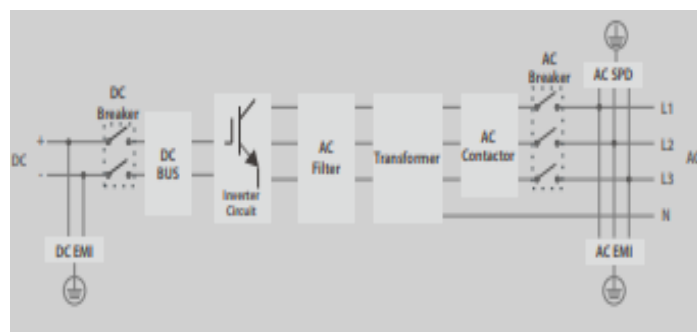 AC
Breaker
AC SPD
DC
Breaker
+
DC
-
DC
BUS
Inverter
Circuit
AC
Filter
Transformer
AC
Contactor
L1
L2
L3
AC
N
DC EMI
AC EMI